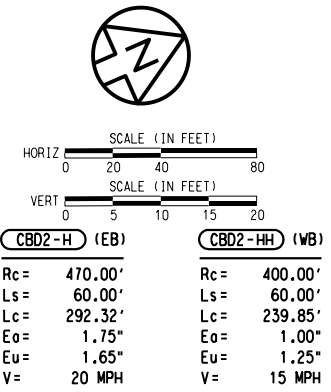 N
SCALE (IN FEET)
HORIZ
0 20 40 80
SCALE (IN FEET)
VERT
0 5 10 15 20
CBD2-H (EB) CBD2-HH (WB)
Rc= 470.00' Rc= 400.00'
Ls= 60.00' Ls= 60.00'
Lc= 292.32' Lc= 239.85'
Ea= 1.75" Ea= 1.00"
Eu= 1.65" Eu= 1.25"
V= 20 MPH V= 15 MPH